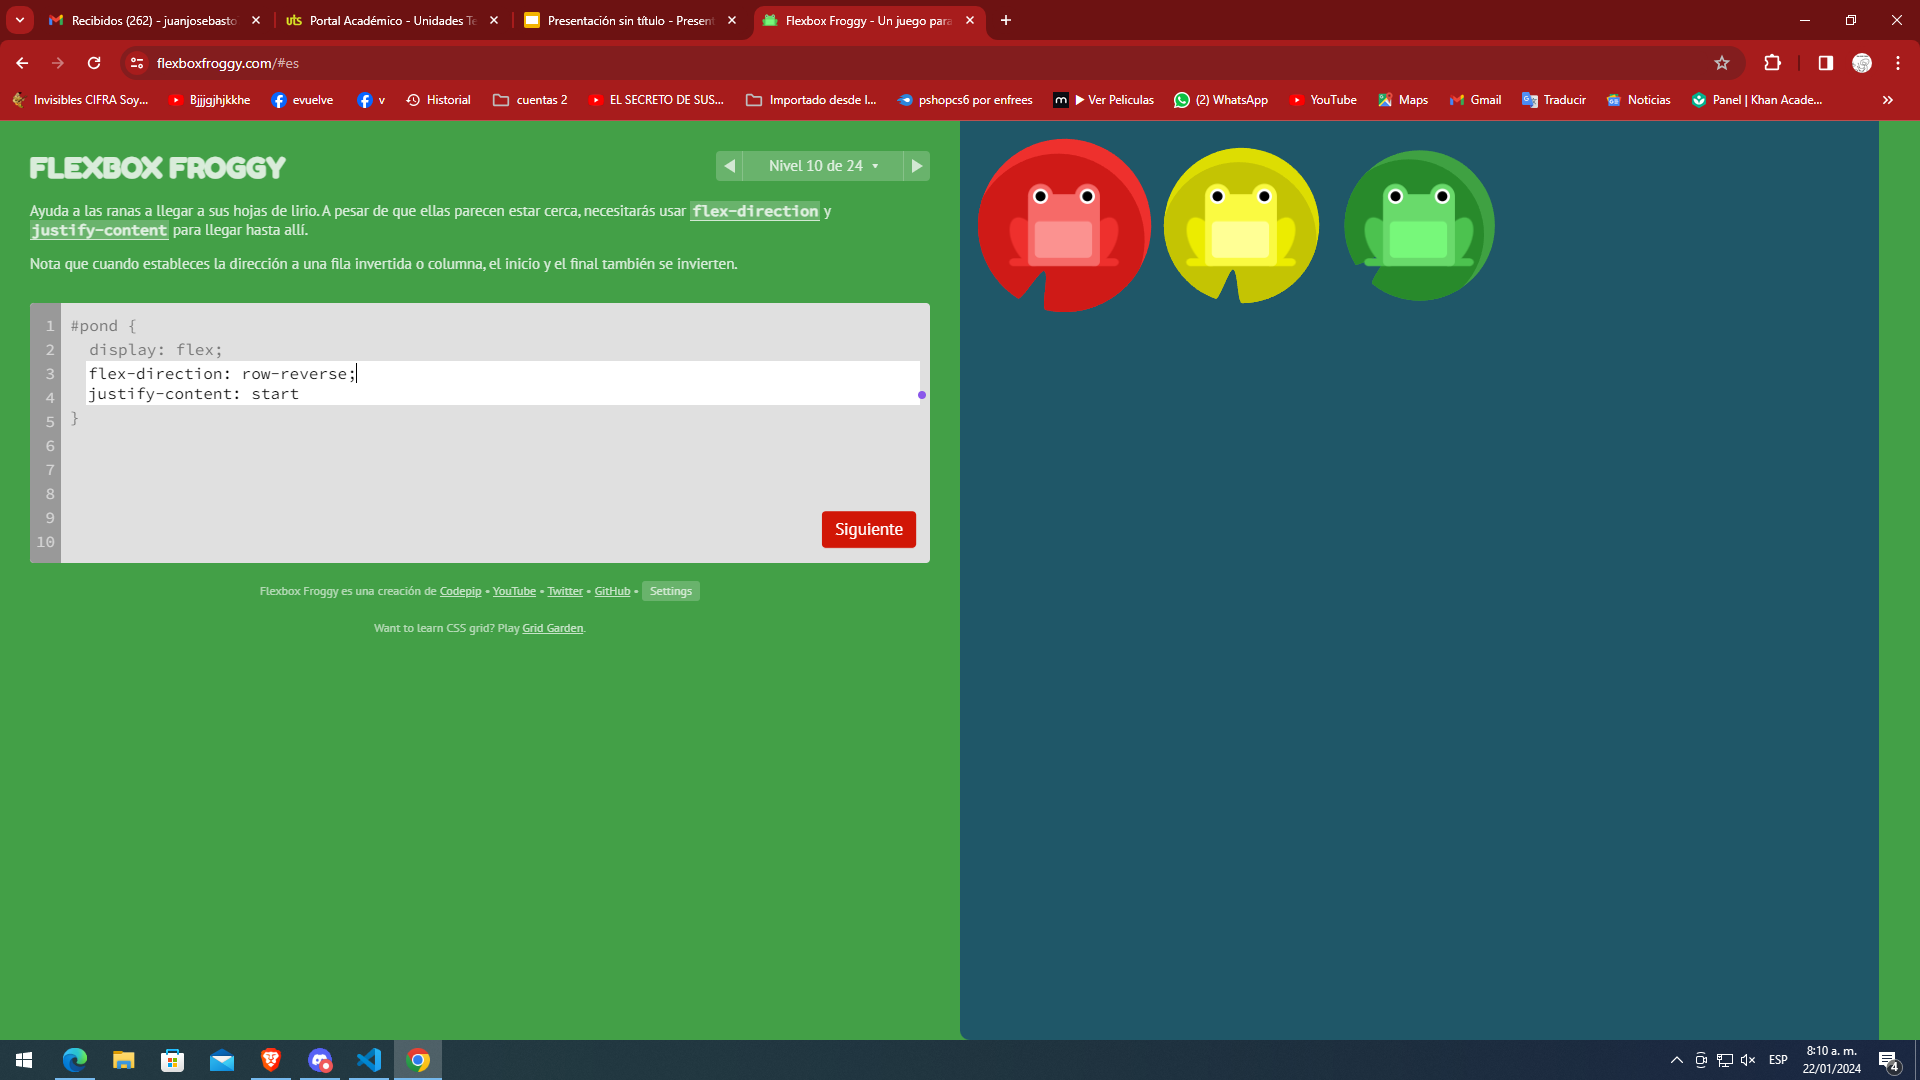 Recibidos (262) - juanjosebasto
Portal Académico - Unidades Te
Presentación sin título - Present
Flexbox Froggy - Un juego para
flexboxfroggy.com/#es
Invisibles CIFRA Soy...
Bjjjgjhjkkhe
evuelve
v
Historial
cuentas 2
EL SECRETO DE SUS...
Importado desde l...
pshopcs6 por enfrees
▶ Ver Peliculas
(2) WhatsApp
YouTube
Maps
Gmail
Traducir
Noticias
Panel | Khan Acade...
FLEXBOX FROGGY
Nivel 10 de 24
Ayuda a las ranas a llegar a sus hojas de lirio. A pesar de que ellas parecen estar cerca, necesitarás usar flex-direction y
justify-content para llegar hasta allí.
Nota que cuando estableces la dirección a una fila invertida o columna, el inicio y el final también se invierten.
1 #pond {
2 display: flex;
3 flex-direction: row-reverse;
4 justify-content: start
5 }
6
7
8
9
10
Siguiente
Flexbox Froggy es una creación de Codepip • YouTube • Twitter • GitHub • Settings
Want to learn CSS grid? Play Grid Garden.
ESP
8:10 a. m.
22/01/2024
4